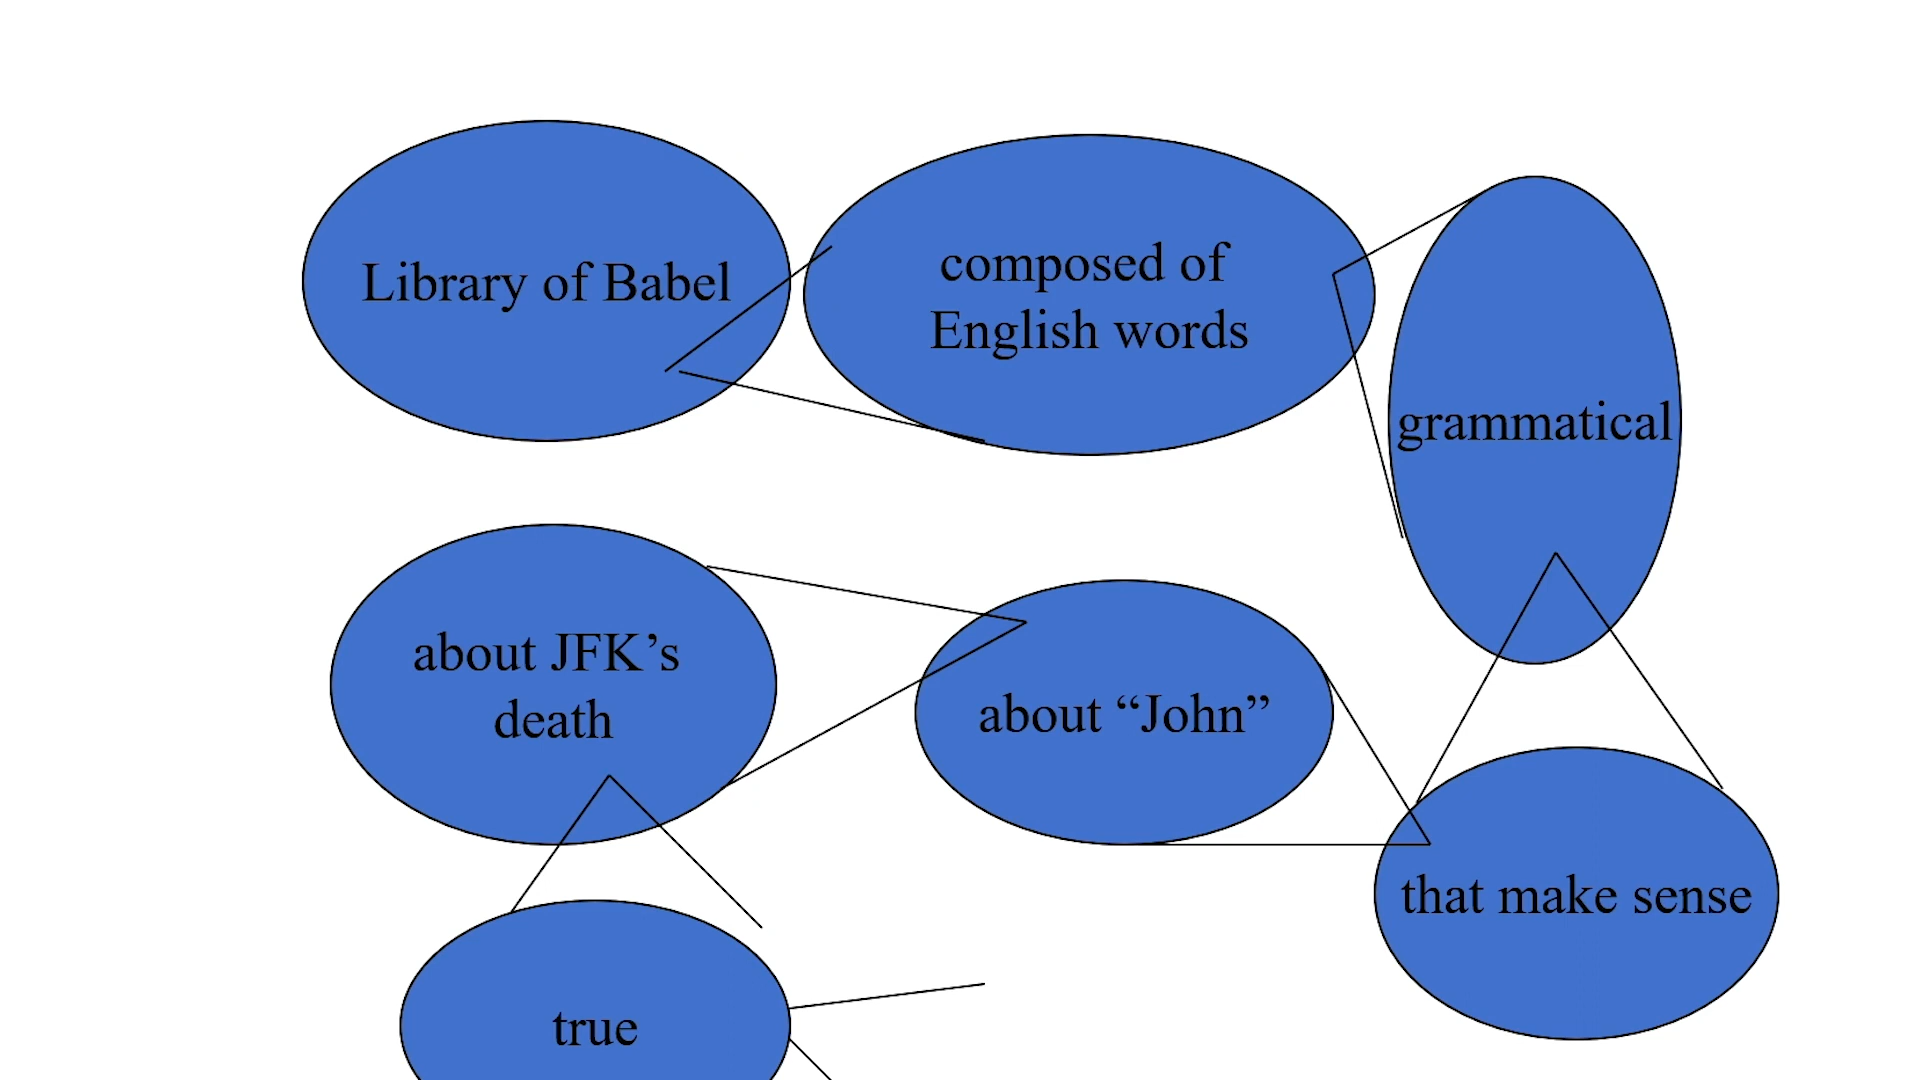 Library of Babel
composed of
English words
grammatical
about JFK’s
death
about “John”
that make sense
true